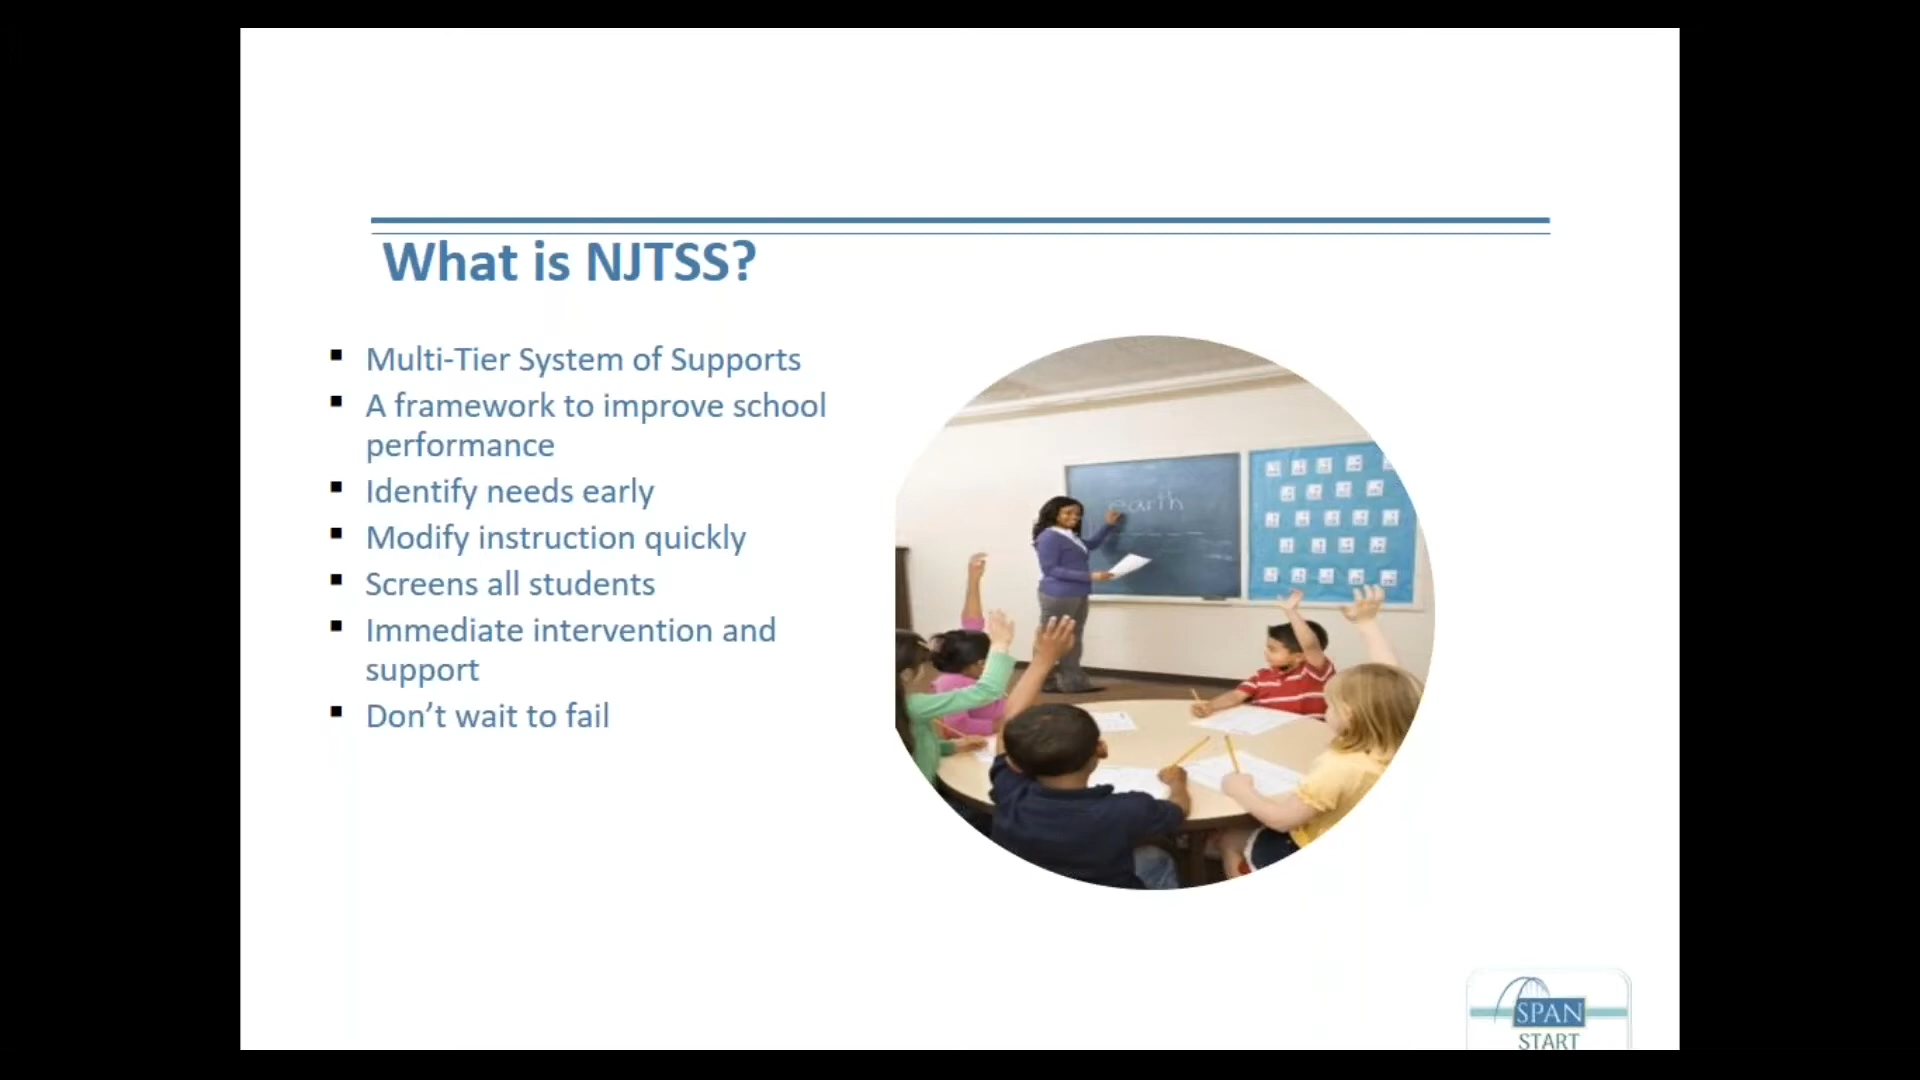 What is NJTSS?
Multi-Tier System of Supports
A framework to improve school
performance
Identify needs early
Modify instruction quickly
Screens all students
Immediate intervention and
support
Don’t wait to fail
earth
SPAN
START